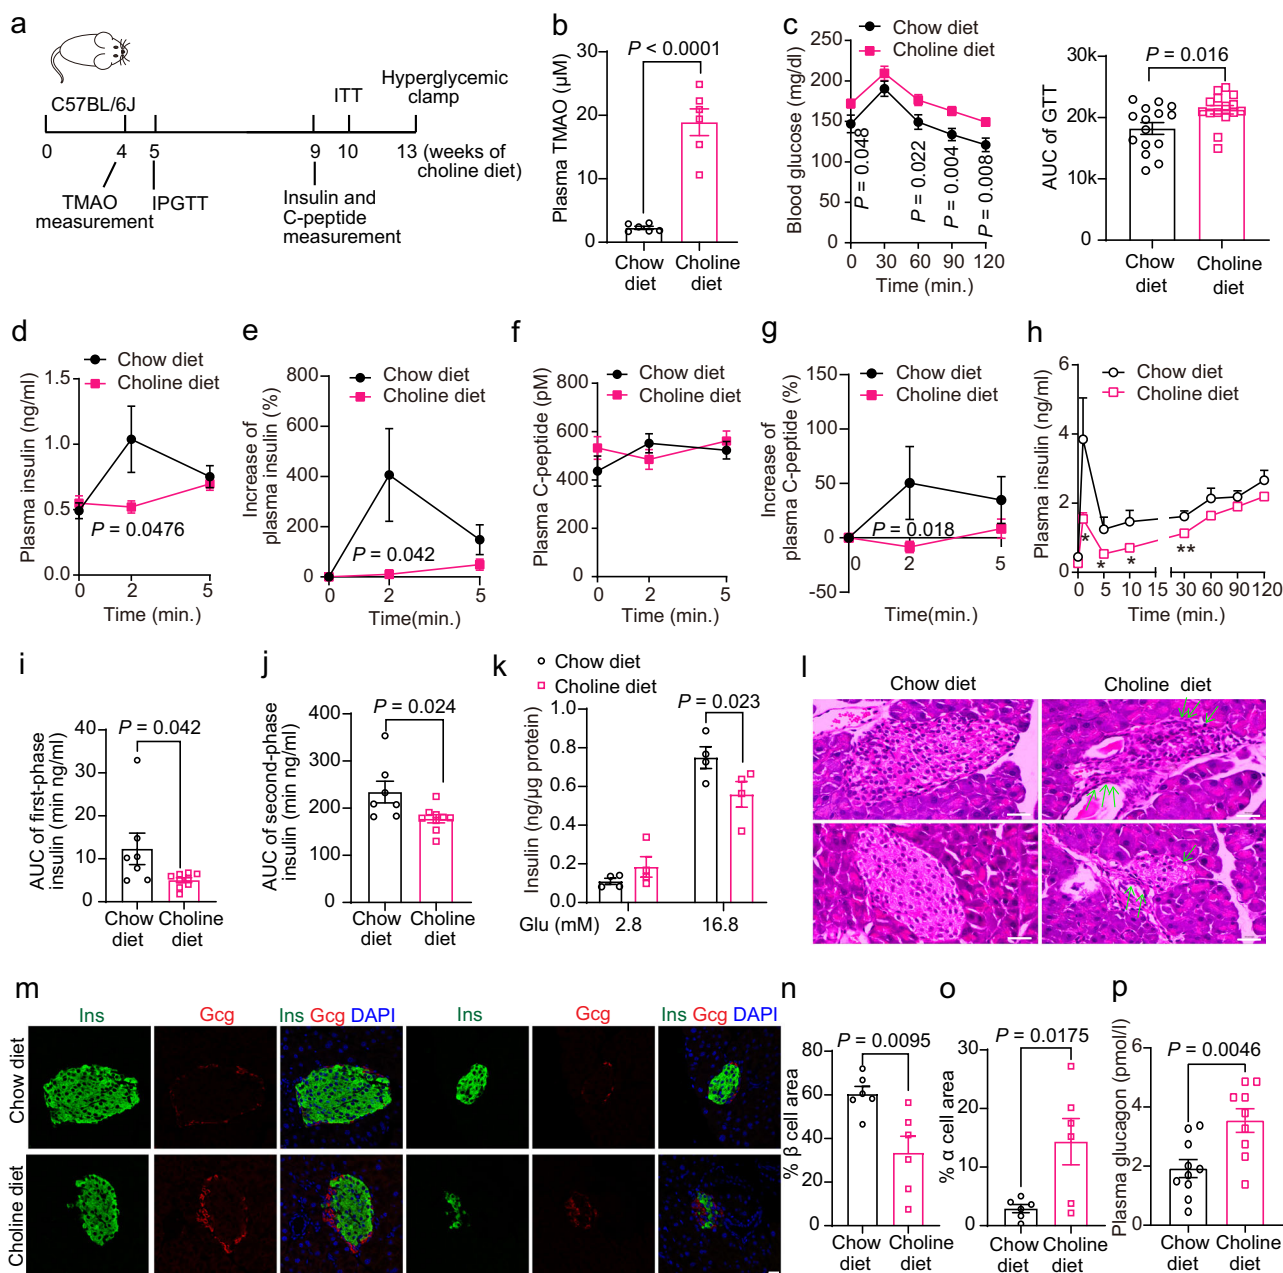 a
C57BL/6J
ITT
Hyperglycemic
clamp
0
4
5
9
10
13
(weeks of
choline diet)
TMAO
measurement
IPGTT
Insulin and
C-peptide
measurement
b
P < 0.0001
Plasma TMAO (µM)
30
20
10
0
Chow
diet
Choline
diet
c
Chow diet
Choline diet
Blood glucose (mg/dl)
250
200
150
100
50
0
P = 0.048
P = 0.022
P = 0.004
P = 0.008
0 30 60 90 120
Time (min.)
P = 0.016
AUC of GTT
30k
20k
10k
0
Chow
diet
Choline
diet
d
Chow diet
Choline diet
Plasma insulin (ng/ml)
1.5
1.0
0.5
0.0
P = 0.0476
0 2 5
Time (min.)
e
Chow diet
Choline diet
Increase of
plasma insulin (%)
800
600
400
200
0
P = 0.042
0 2 5
Time(min.)
f
Chow diet
Choline diet
Plasma C-peptide (pM)
800
600
400
200
0
0 2 5
Time (min.)
g
Chow diet
Choline diet
Increase of
plasma C-peptide (%)
150
100
50
0
-50
P = 0.018
0 2 5
Time(min.)
h
Chow diet
Choline diet
Plasma insulin (ng/ml)
6
4
2
0
*
*
*
**
0 5 10 15 30 60 90 120
Time (min.)
i
P = 0.042
AUC of first-phase
insulin (min ng/ml)
40
30
20
10
0
Chow
diet
Choline
diet
j
P = 0.024
AUC of second-phase
insulin (min ng/ml)
400
300
200
100
0
Chow
diet
Choline
diet
k
Chow diet
Choline diet
P = 0.023
Insulin (ng/µg protein)
1.0
0.8
0.6
0.4
0.2
0.0
Glu (mM) 2.8 16.8
l
Chow diet
Choline diet
m
Ins
Gcg
Ins Gcg DAPI
Ins
Gcg
Ins Gcg DAPI
Chow diet
Choline diet
n
P = 0.0095
% β cell area
80
60
40
20
0
Chow
diet
Choline
diet
o
P = 0.0175
% α cell area
30
20
10
0
Chow
diet
Choline
diet
p
P = 0.0046
Plasma glucagon (pmol/l)
6
4
2
0
Chow
diet
Choline
diet